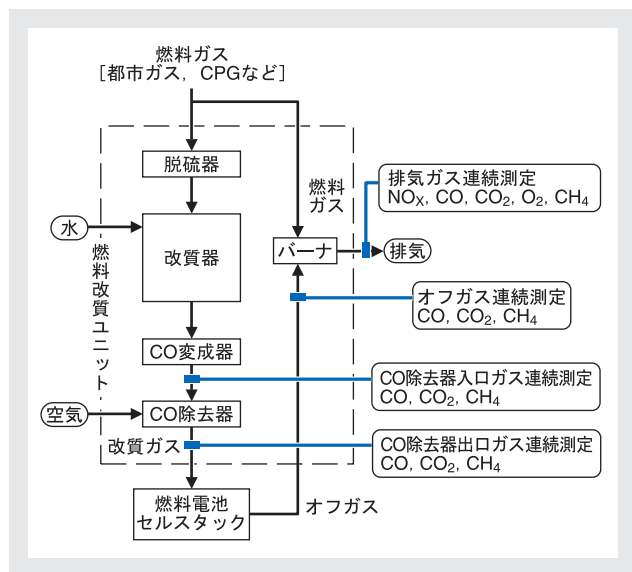 燃料ガス
[都市ガス, CPGなど]
脱硫器
燃料
ガス
排気ガス連続測定
NOX, CO, CO2, O2, CH4
水
改質器
バーナ
排気
燃料改質ユニット
オフガス連続測定
CO, CO2, CH4
CO変成器
CO除去器入口ガス連続測定
CO, CO2, CH4
空気
CO除去器
改質ガス
CO除去器出口ガス連続測定
CO, CO2, CH4
燃料電池
セルスタック
オフガス